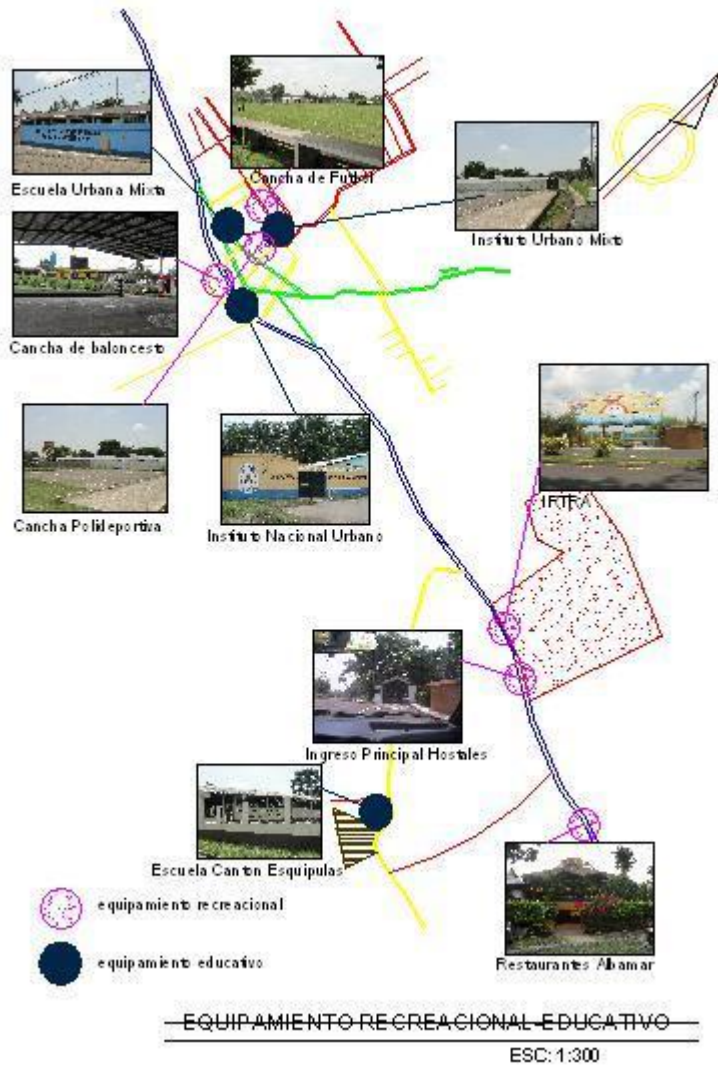 Escuela Urbana Mixta
Cancha de Futbol
Instituto Urbano Mixto
Cancha de baloncesto
Cancha Polideportiva
Instituto Nacional Urbano
IRTRA
Ingreso Principal Hostales
Escuela Canton Esquipulas
Restaurantes Albamar
equipamiento recreacional
equipamiento educativo
EQUIPAMIENTO RECREACIONAL-EDUCATIVO
ESC: 1:300